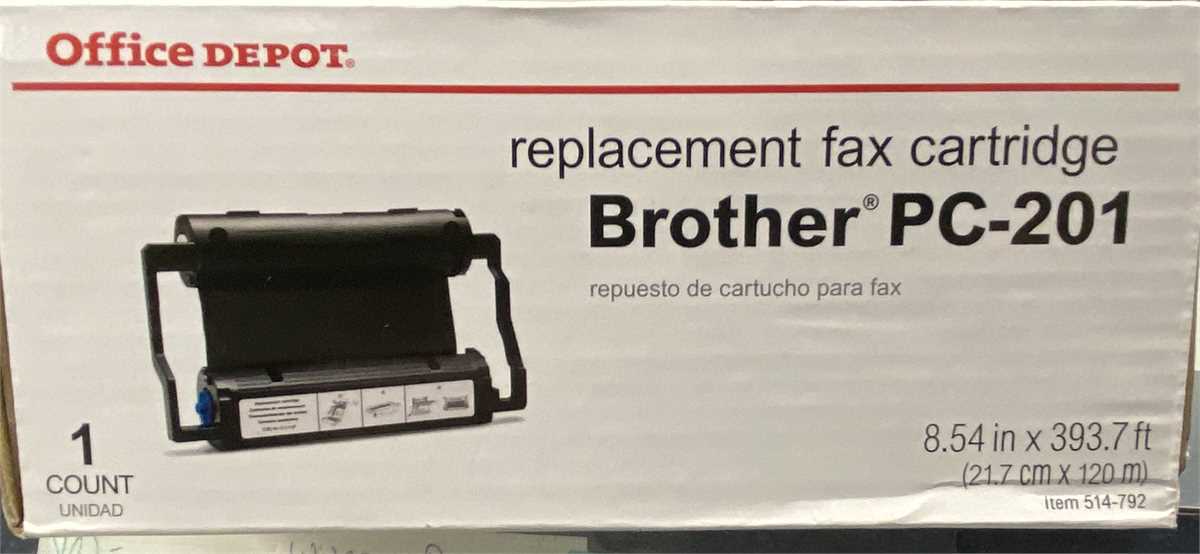 Office DEPOT®
replacement fax cartridge
Brother® PC-201
repuesto de cartucho para fax
1
COUNT
UNIDAD
8.54 in x 393.7 ft
(21.7 cm X 120 m)
Item 514-792